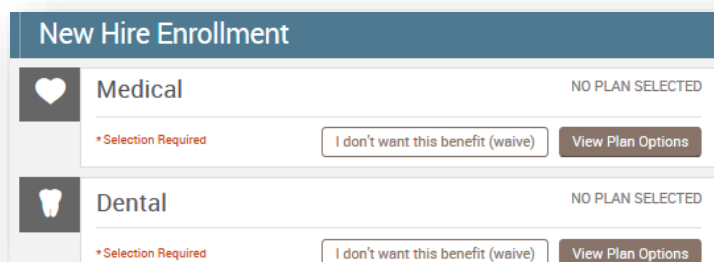 New Hire Enrollment
Medical NO PLAN SELECTED
*Selection Required I don't want this benefit (waive) View Plan Options
Dental NO PLAN SELECTED
*Selection Required I don't want this benefit (waive) View Plan Options